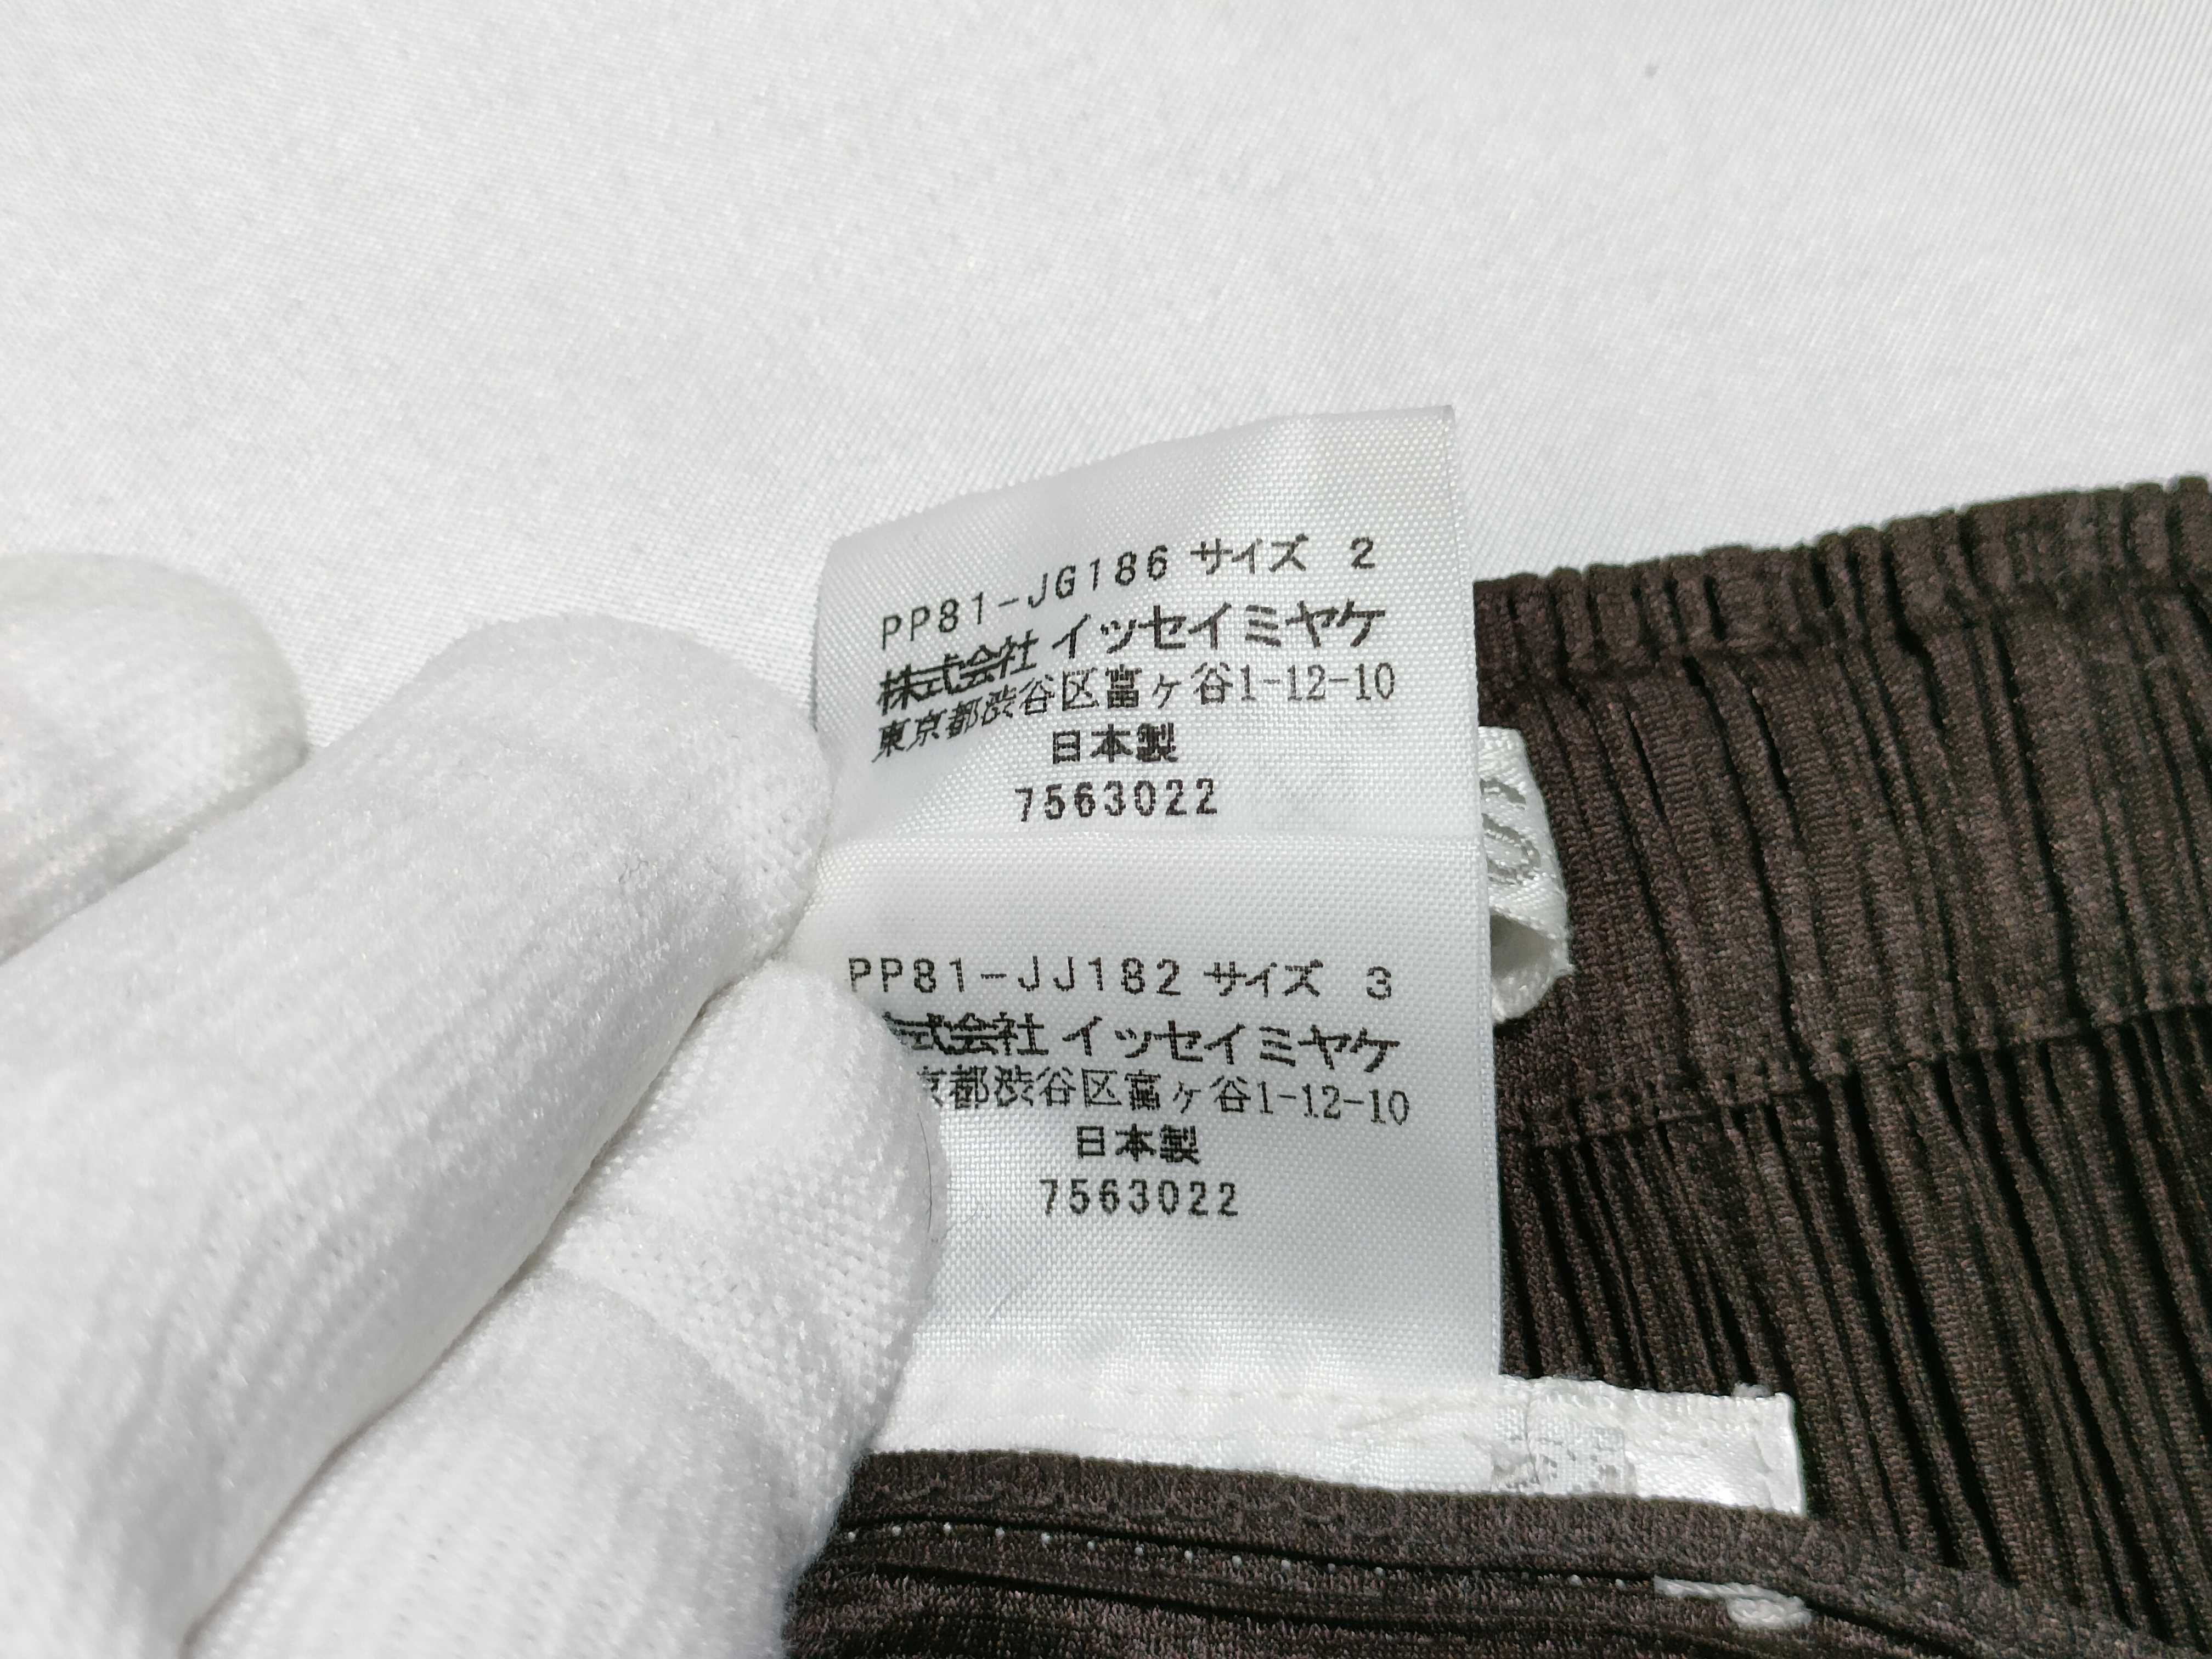 PP81-JG186 サイズ 2
株式会社 イッセイミヤケ
東京都渋谷区富ヶ谷1-12-10
日本製
7563022
PP81-JJ182 サイズ 3
式会社 イッセイミヤケ
京都渋谷区富ヶ谷1-12-10
日本製
7563022